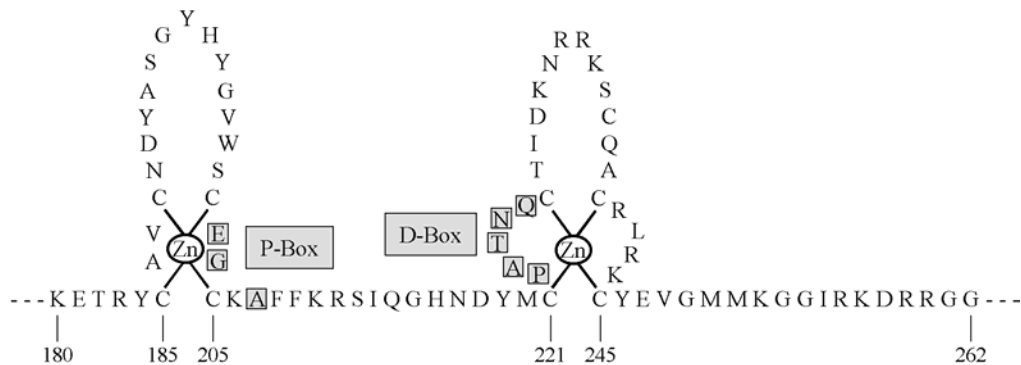 Y
G H R R
S Y N K
A G K S
Y V D C
D W I Q
N S T A
C C Q C C
N R
V E D-Box L
Zn P-Box T Zn
A G A P R K
---K E T R Y C C K A F F K R S I Q G H N D Y M C C Y E V G M M K G G I R K D R R G G---
180 185 205 221 245 262